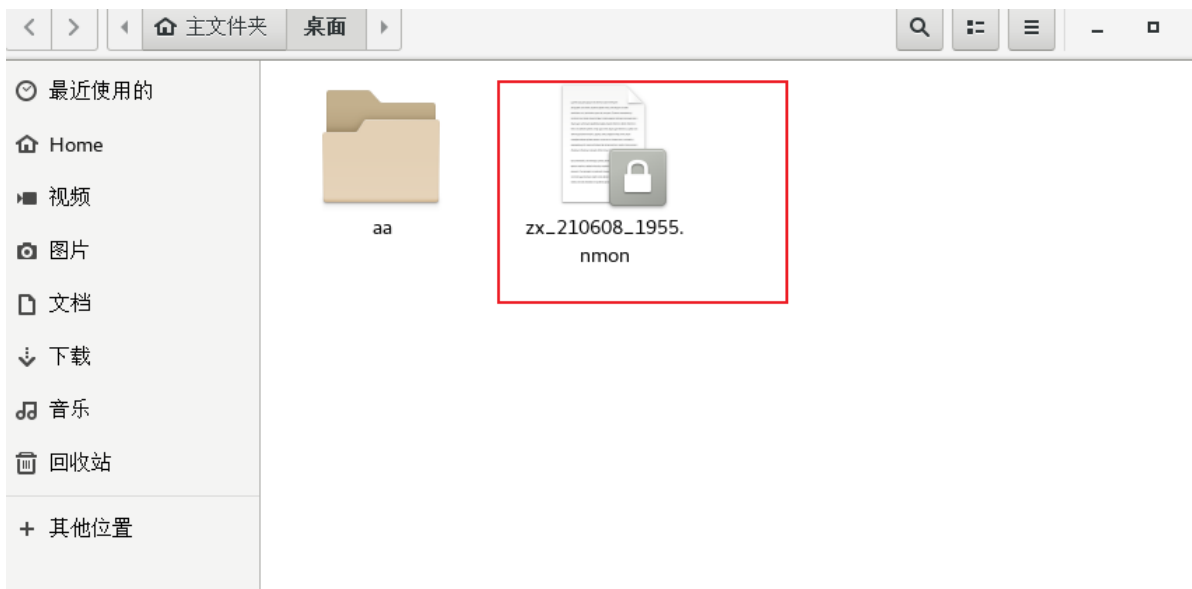 主文件夹
桌面
最近使用的
Home
视频
图片
文档
下载
音乐
回收站
其他位置
aa
zx_210608_1955.
nmon